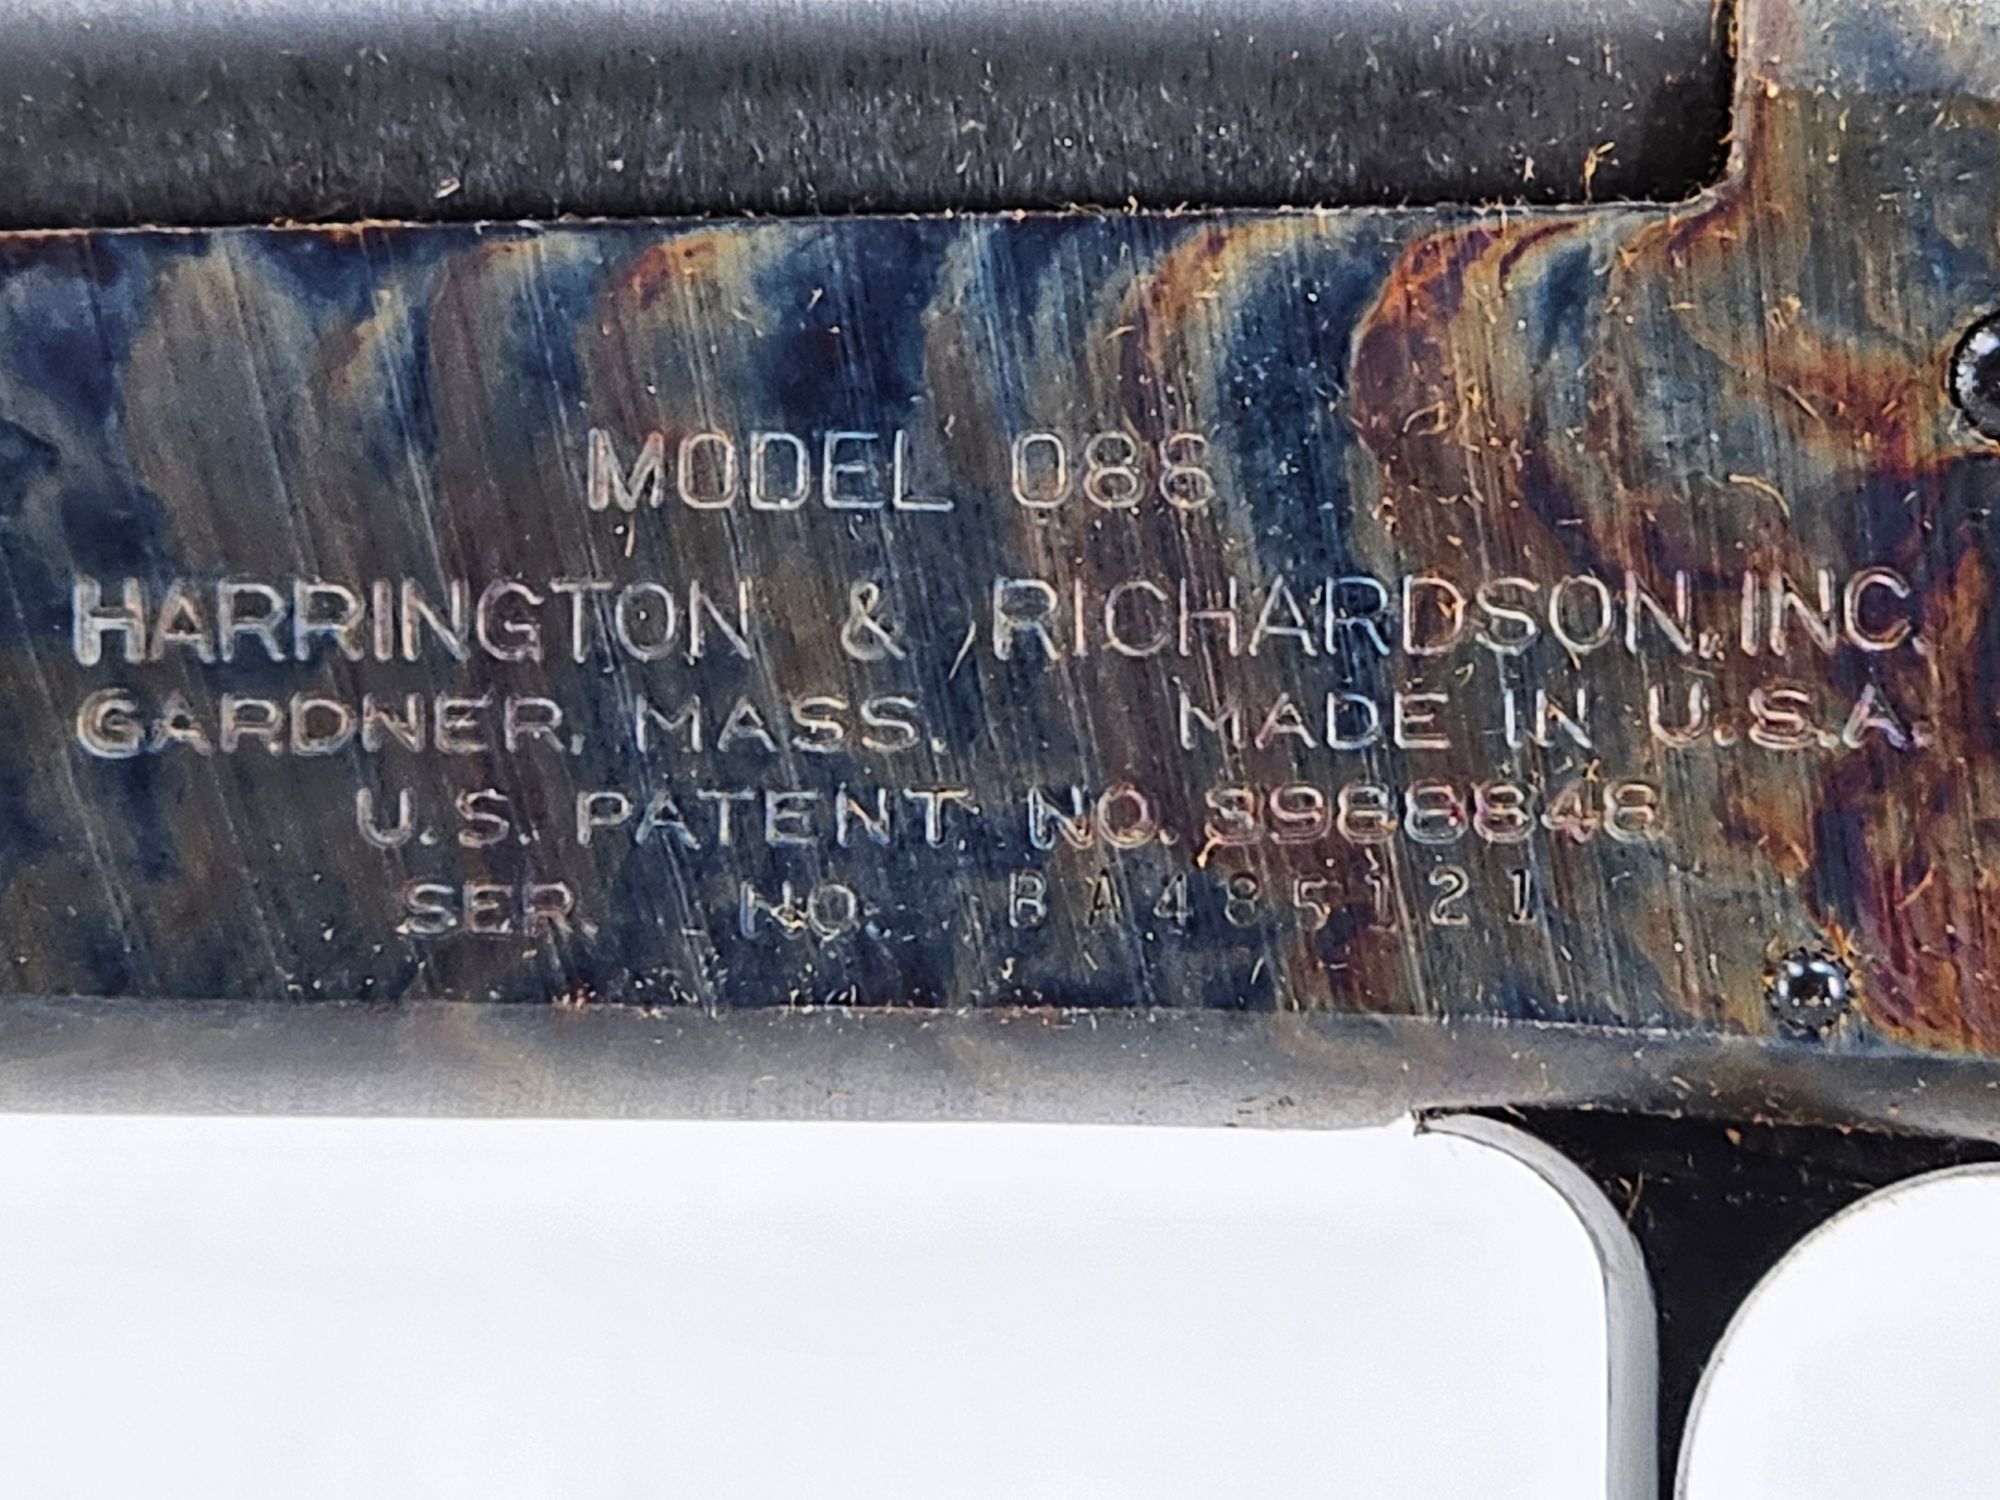 MODEL 088
HARRINGTON & RICHARDSON, INC.
GARDNER, MASS. MADE IN U.S.A.
U.S. PATENT NO. 3988848
SER. NO. BA485121